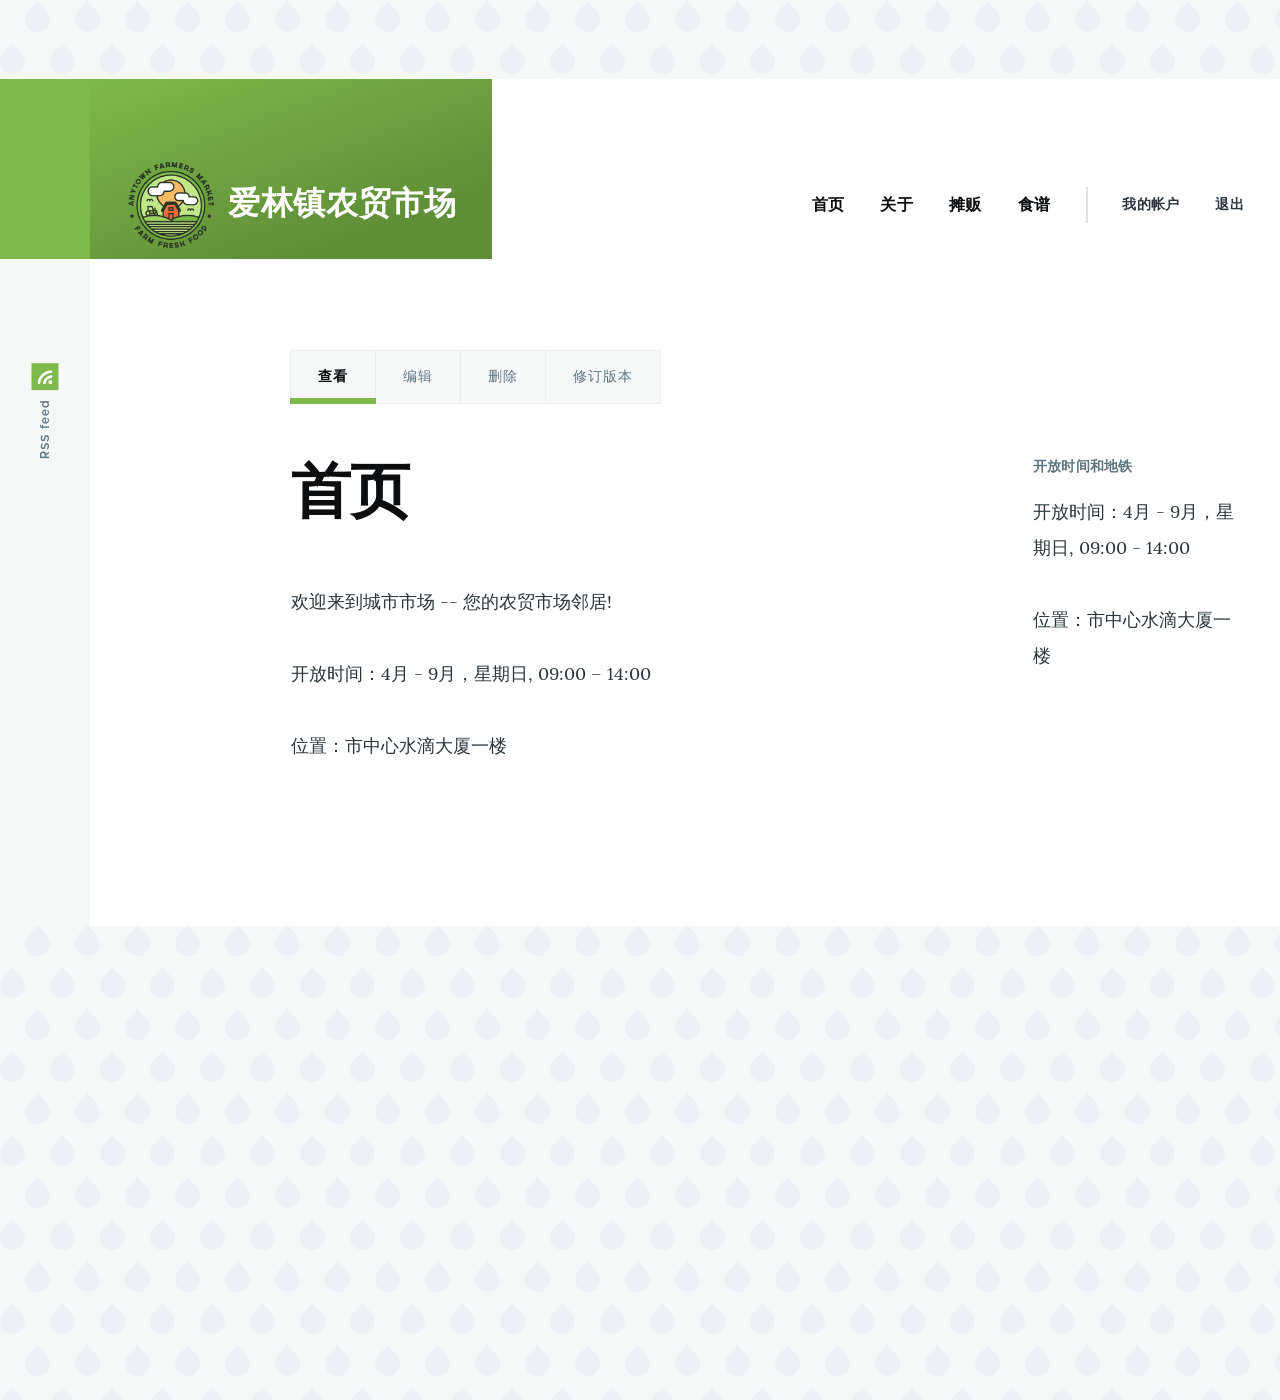 ANYTOWN FARMERS MARKET
FARM FRESH FOOD
爱林镇农贸市场
首页
关于
摊贩
食谱
我的帐户
退出
RSS feed
查看
编辑
删除
修订版本
首页
欢迎来到城市市场 -- 您的农贸市场邻居!
开放时间：4月 - 9月，星期日, 09:00 – 14:00
位置：市中心水滴大厦一楼
开放时间和地铁
开放时间：4月 - 9月，星
期日, 09:00 - 14:00
位置：市中心水滴大厦一
楼